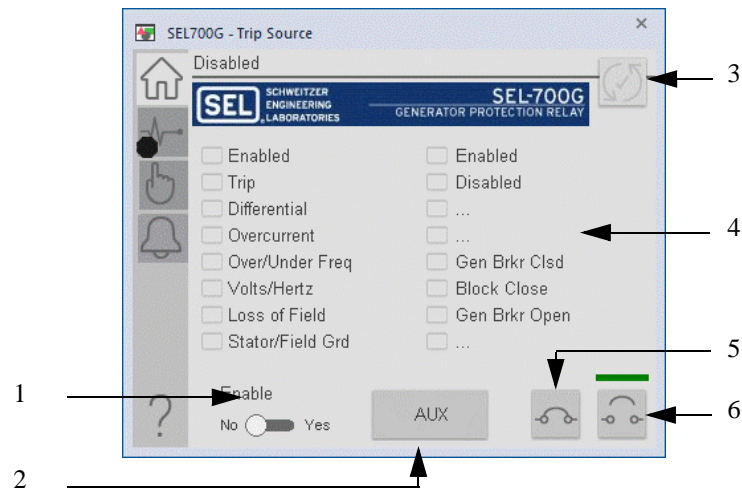 SEL700G - Trip Source
×
Disabled
3
SEL SCHWEITZER ENGINEERING LABORATORIES
SEL-700G
GENERATOR PROTECTION RELAY
Enabled
Trip
Differential
Overcurrent
Over/Under Freq
Volts/Hertz
Loss of Field
Stator/Field Grd
Enabled
Disabled
...
...
Gen Brkr Clsd
Block Close
Gen Brkr Open
...
4
5
1
Enable
No Yes
?
AUX
6
2